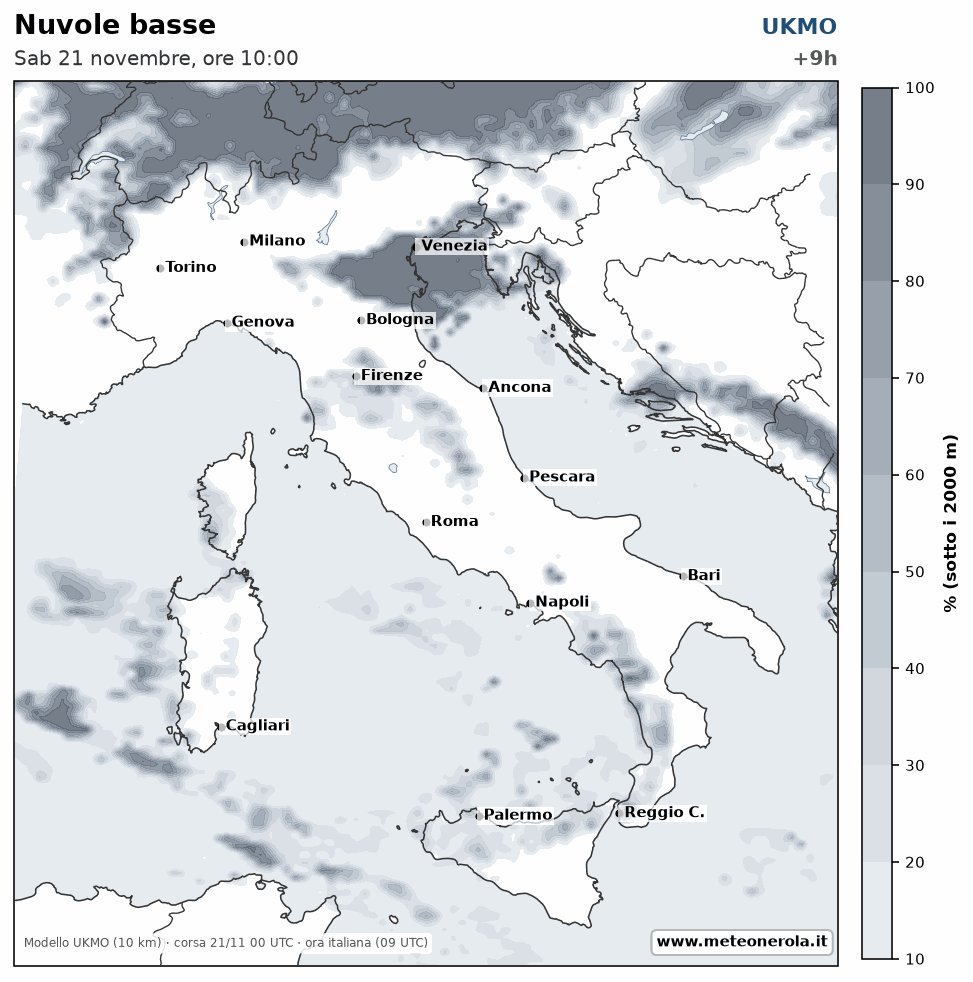 Nuvole basse
UKMO
Sab 21 novembre, ore 10:00
+9h
100
90
80
70
60
50
40
30
20
10
% (sotto i 2000 m)
Milano
Venezia
Torino
Genova
Bologna
Firenze
Ancona
Pescara
Roma
Bari
Napoli
Cagliari
Palermo
Reggio C.
Modello UKMO (10 km) · corsa 21/11 00 UTC · ora italiana (09 UTC)
www.meteonerola.it